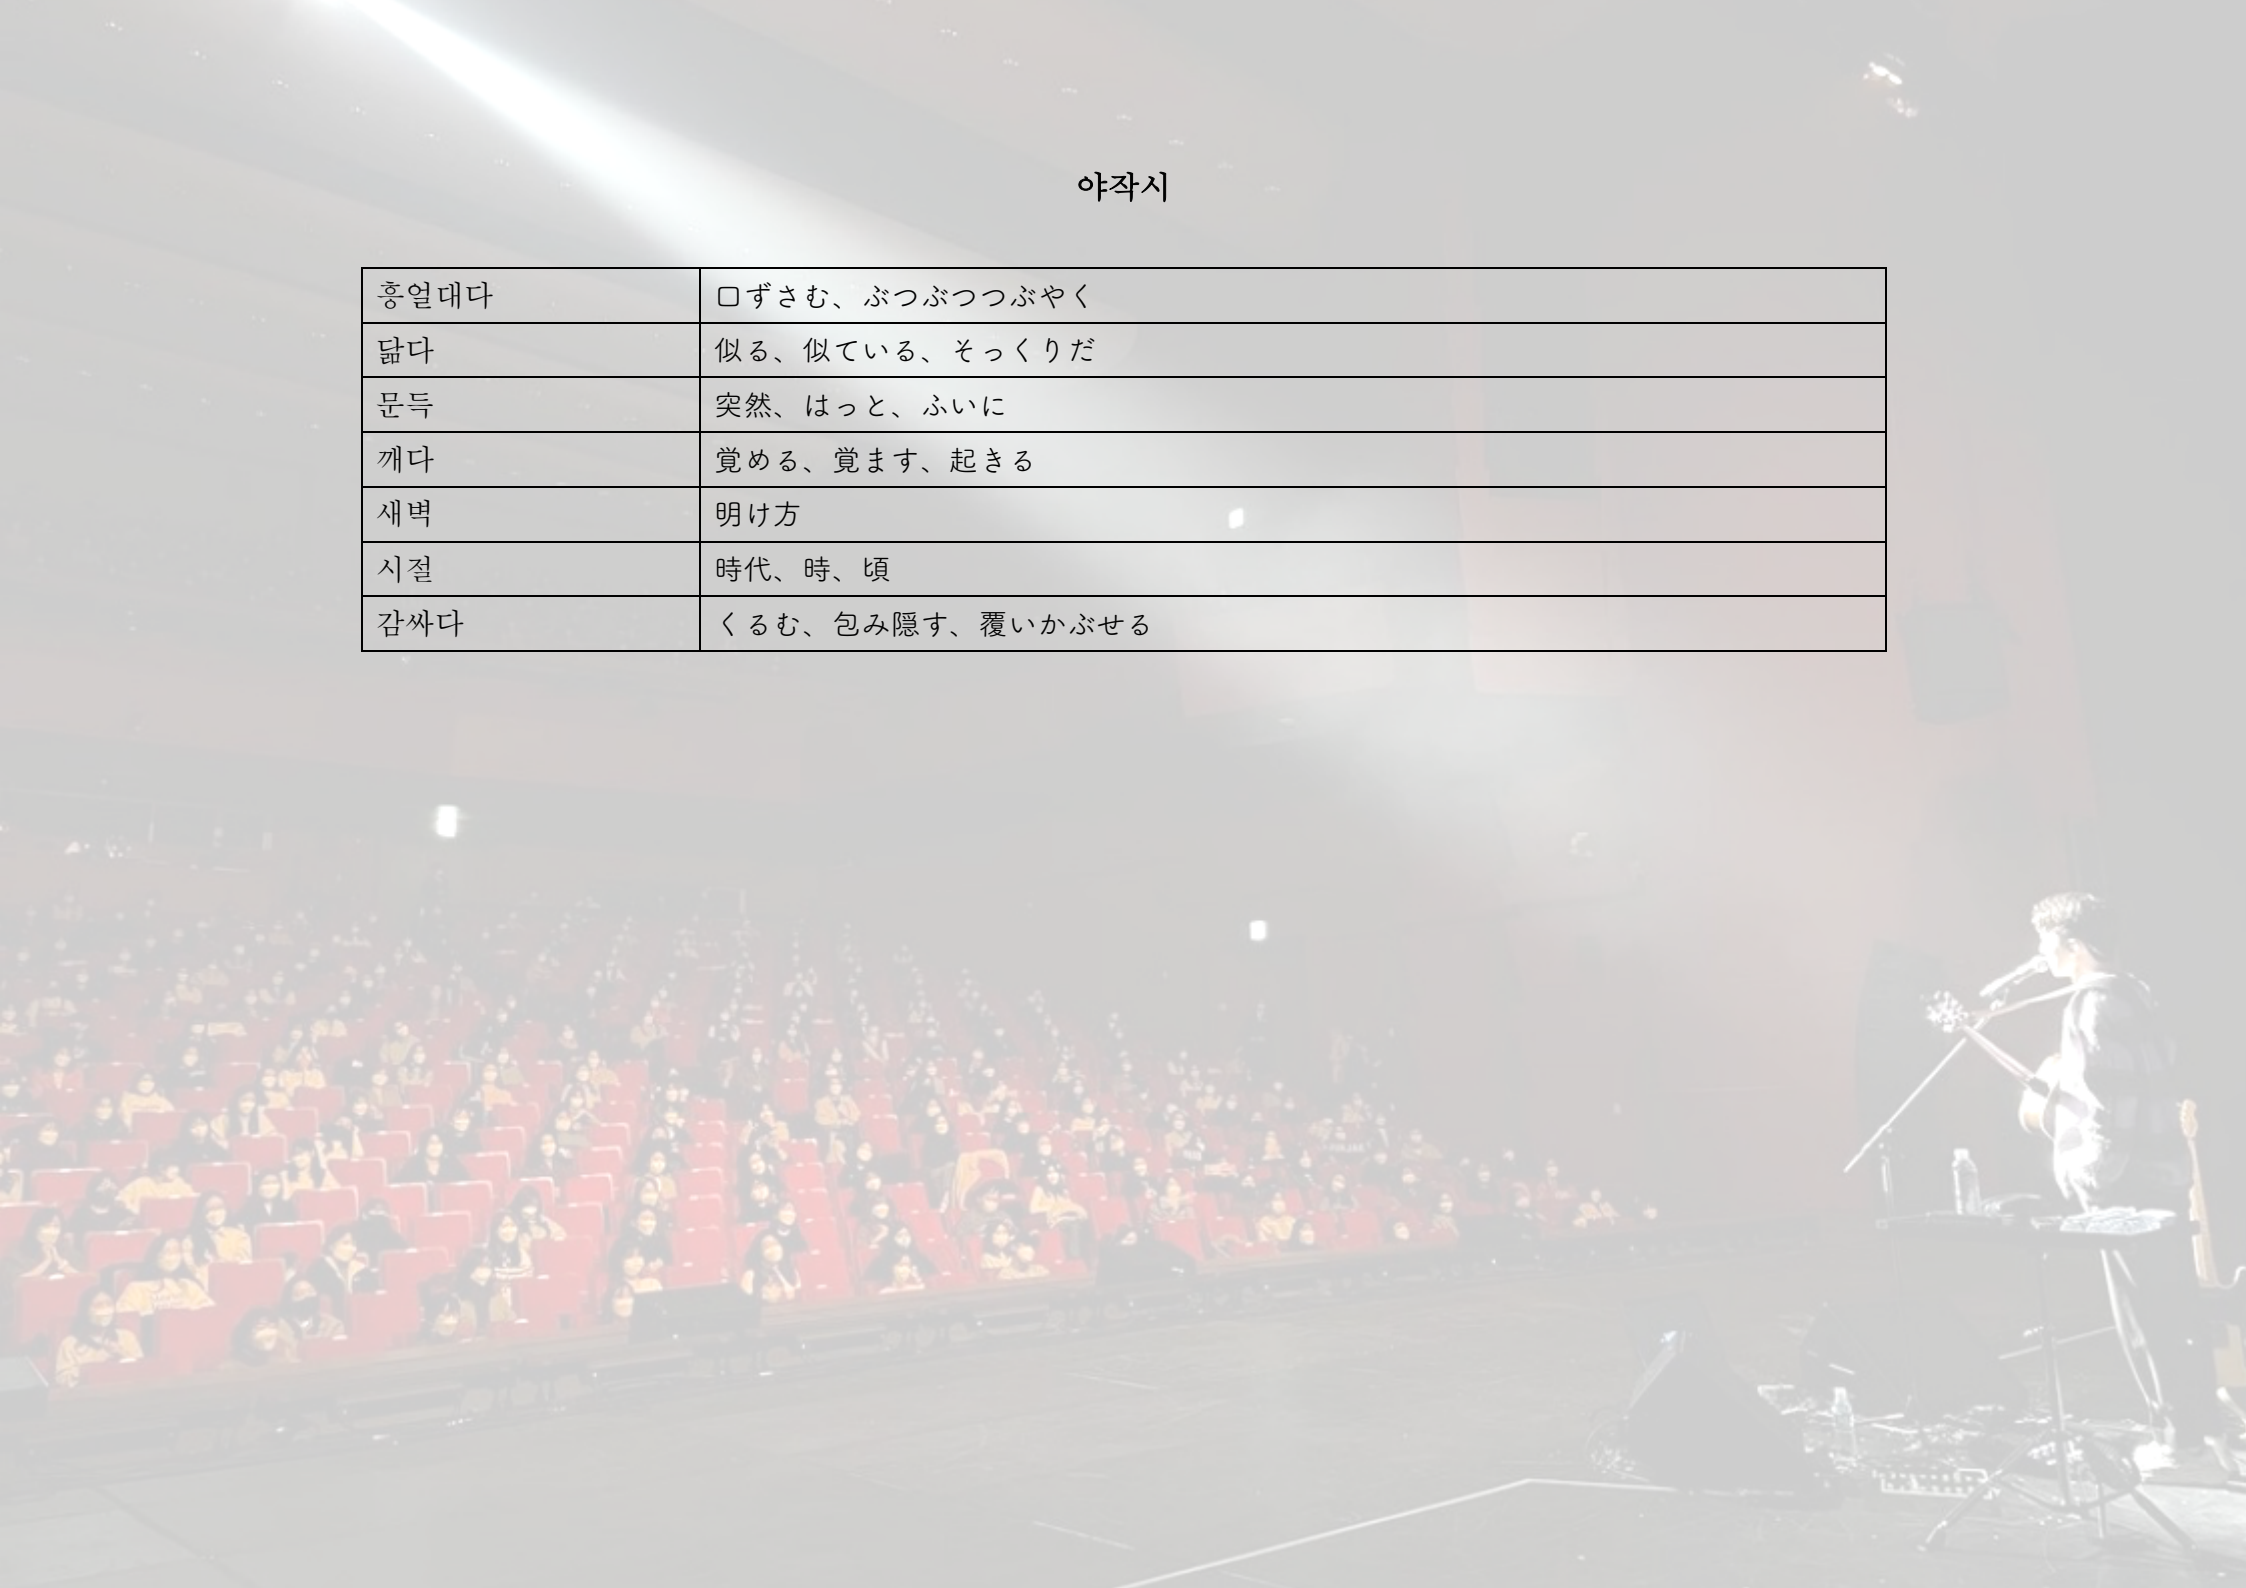 야작시
흥얼대다 口ずさむ、ぶつぶつつぶやく
닮다 似る、似ている、そっくりだ
문득 突然、はっと、ふいに
깨다 覚める、覚ます、起きる
새벽 明け方
시절 時代、時、頃
감싸다 くるむ、包み隠す、覆いかぶせる